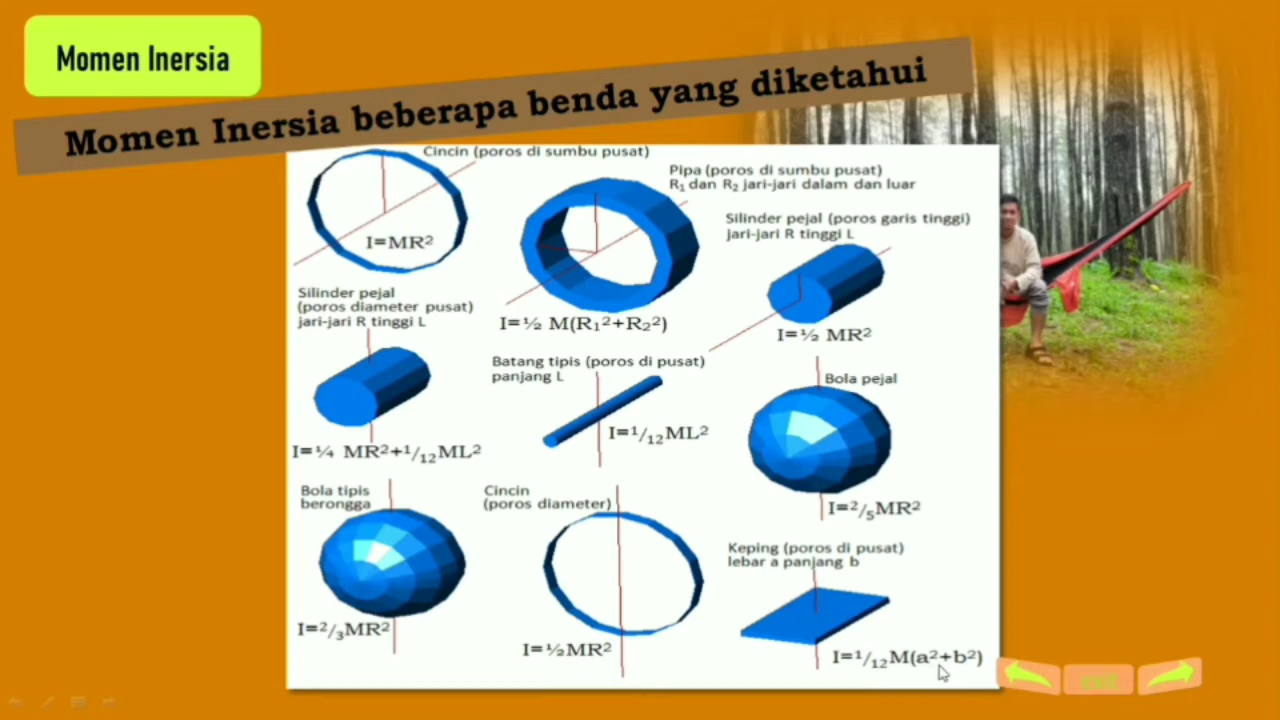 Momen Inersia
Momen Inersia beberapa benda yang diketahui
Cincin (poros di sumbu pusat)
I=MR²
Pipa (poros di sumbu pusat)
R₁ dan R₂ jari-jari dalam dan luar
I=½ M(R₁²+R₂²)
Silinder pejal (poros garis tinggi)
jari-jari R tinggi L
I=½ MR²
Silinder pejal
(poros diameter pusat)
jari-jari R tinggi L
I=¼ MR²+¹/₁₂ML²
Batang tipis (poros di pusat)
panjang L
I=¹/₁₂ML²
Bola pejal
I=²/₅MR²
Bola tipis
berongga
I=²/₃MR²
Cincin
(poros diameter)
I=½MR²
Keping (poros di pusat)
lebar a panjang b
I=¹/₁₂M(a²+b²)
exit